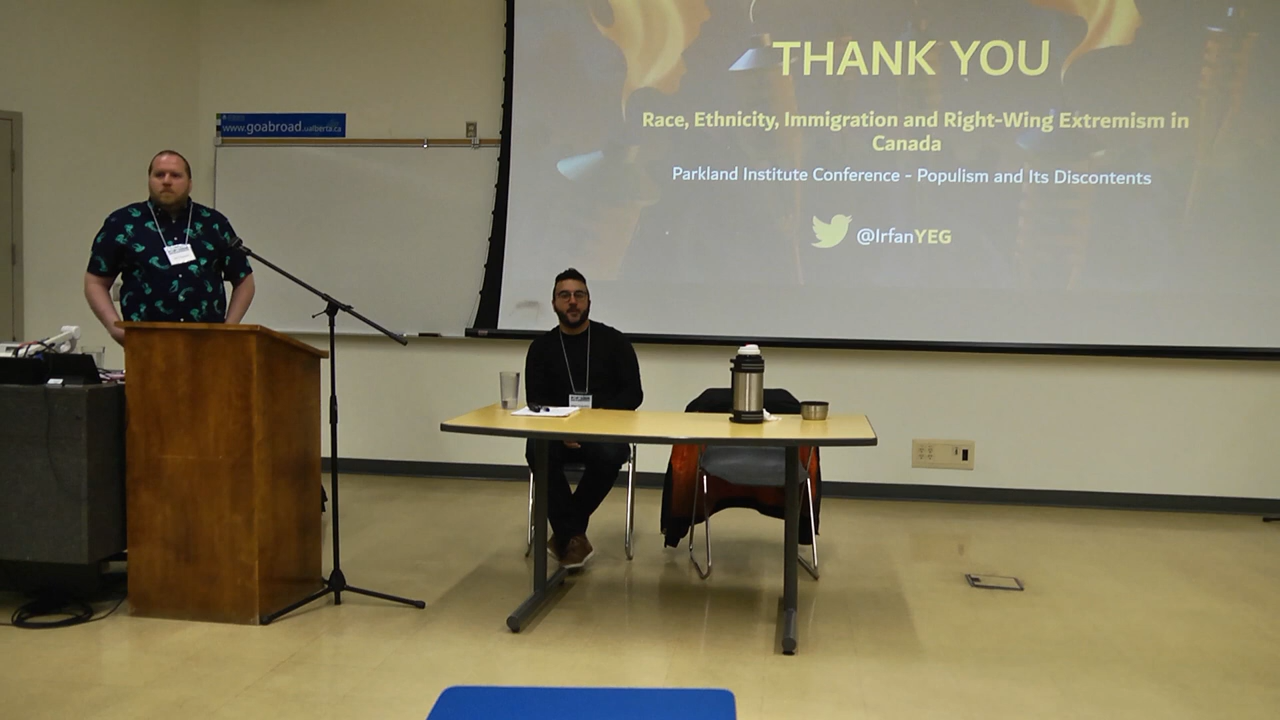 www.goabroad.ualberta.ca
THANK YOU
Race, Ethnicity, Immigration and Right-Wing Extremism in
Canada
Parkland Institute Conference - Populism and Its Discontents
@IrfanYEG